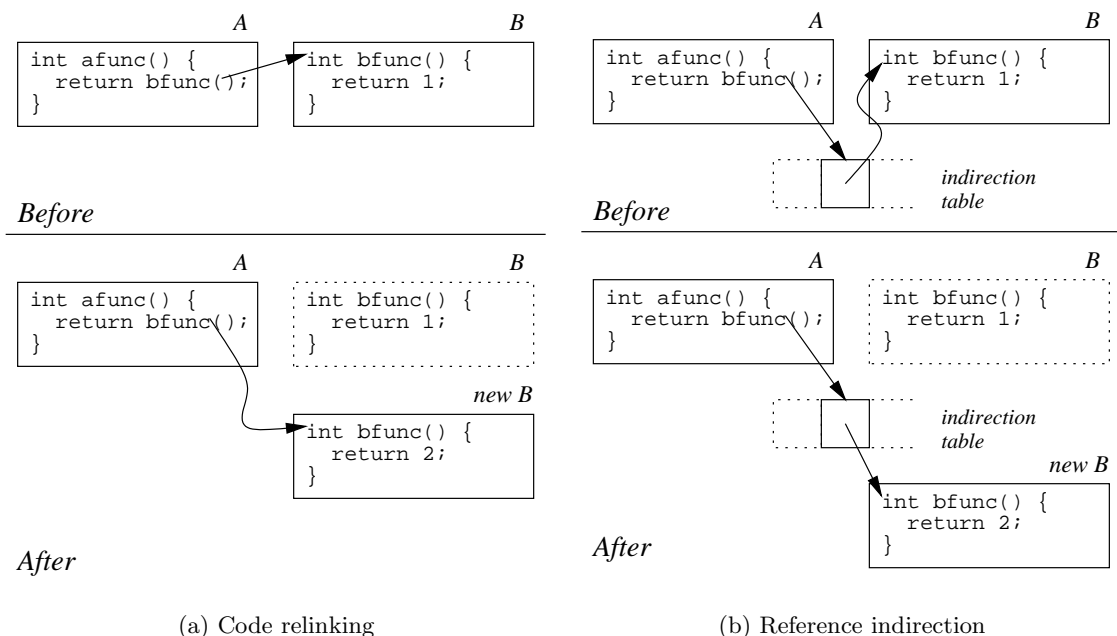 A
int afunc() {
  return bfunc();
}
B
int bfunc() {
  return 1;
}
Before
A
int afunc() {
  return bfunc();
}
B
int bfunc() {
  return 1;
}
new B
int bfunc() {
  return 2;
}
After
(a) Code relinking
A
int afunc() {
  return bfunc();
}
B
int bfunc() {
  return 1;
}
indirection
table
Before
A
int afunc() {
  return bfunc();
}
B
int bfunc() {
  return 1;
}
indirection
table
new B
int bfunc() {
  return 2;
}
After
(b) Reference indirection